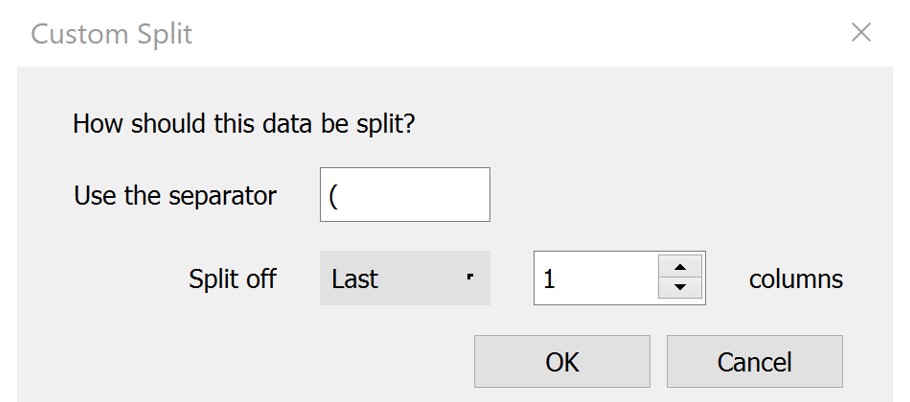 Custom Split
How should this data be split?
Use the separator (
Split off Last 1 columns
OK Cancel